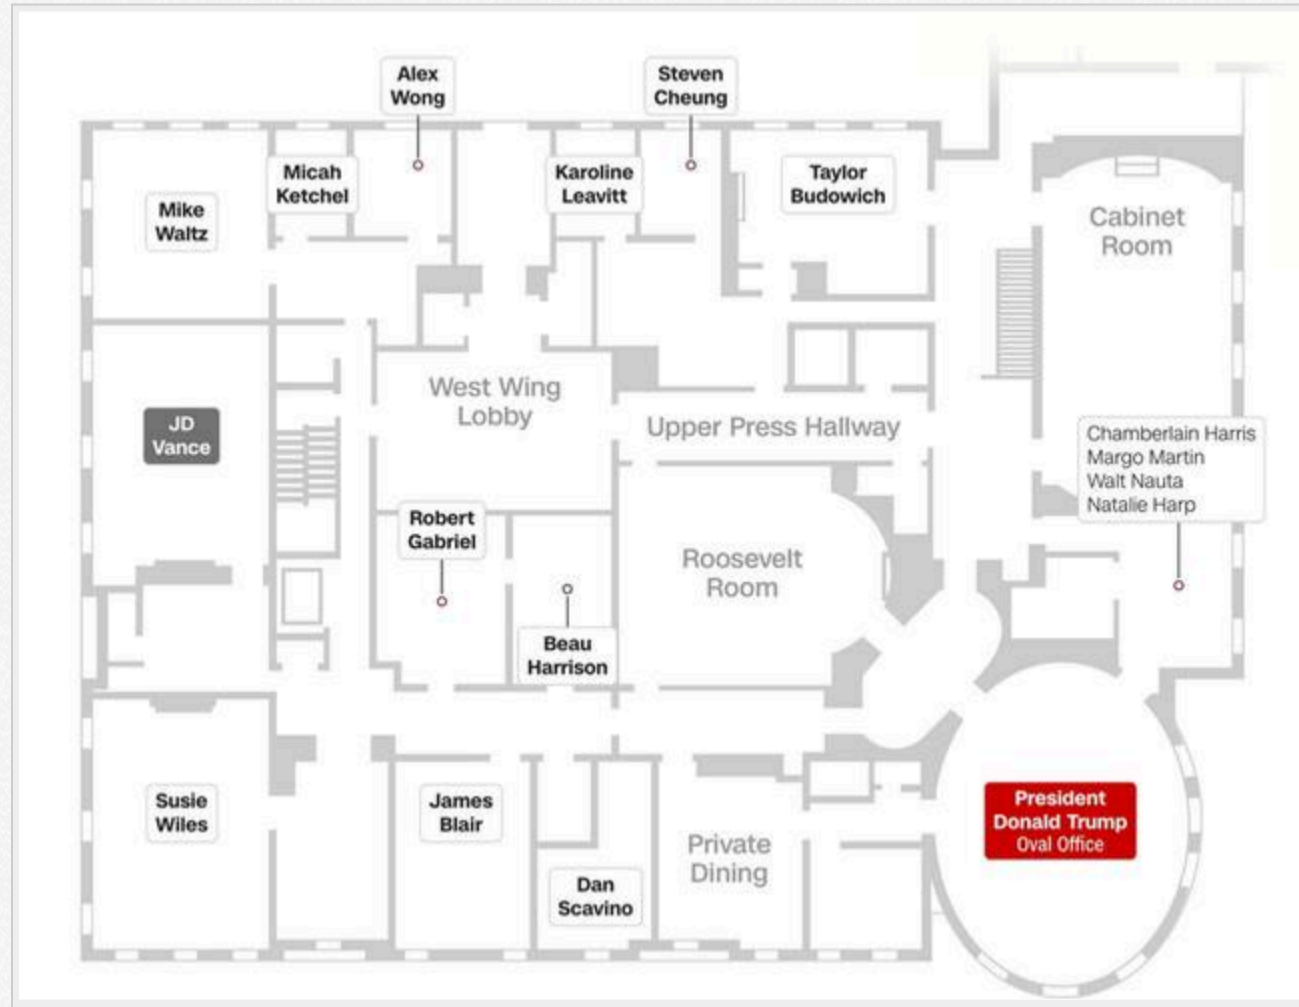 Alex
Wong
Steven
Cheung
Mike
Waltz
Micah
Ketchel
Karoline
Leavitt
Taylor
Budowich
Cabinet
Room
JD
Vance
West Wing
Lobby
Upper Press Hallway
Chamberlain Harris
Margo Martin
Walt Nauta
Natalie Harp
Robert
Gabriel
Roosevelt
Room
Beau
Harrison
Susie
Wiles
James
Blair
Dan
Scavino
Private
Dining
President
Donald Trump
Oval Office